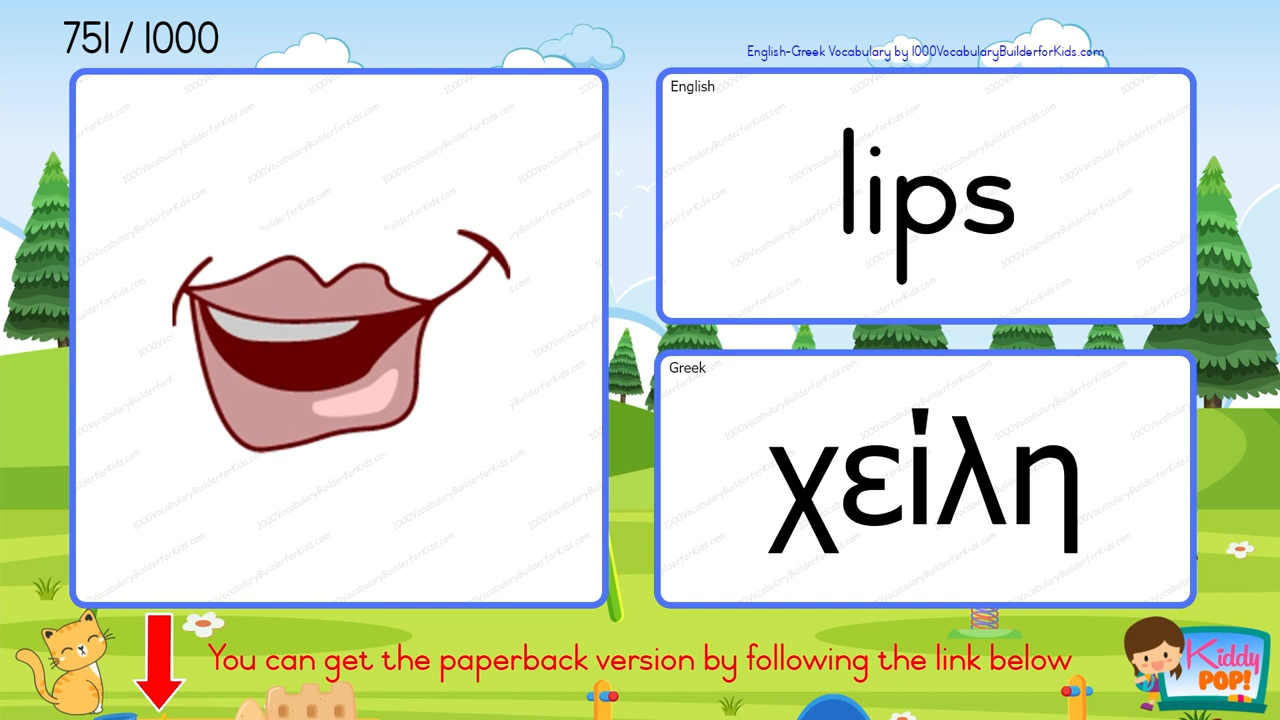 751 / 1000
English-Greek Vocabulary by 1000VocabularyBuilderforKids.com
English
lips
Greek
χείλη
You can get the paperback version by following the link below
Kiddy
POP!